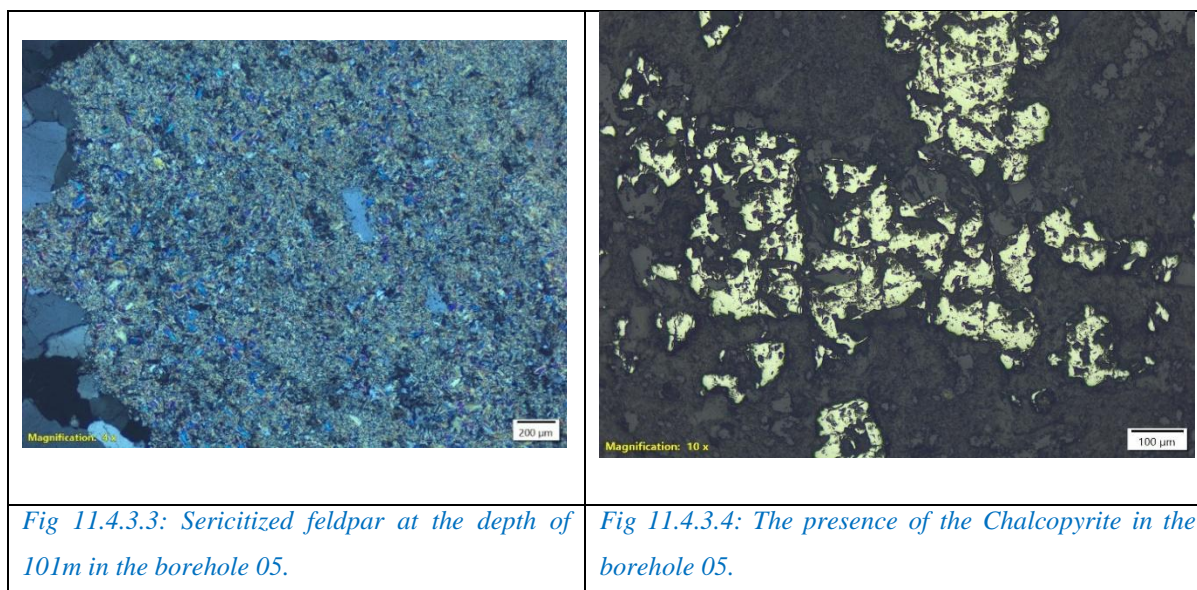 Magnification: 4 x
200 µm
Magnification: 10 x
100 µm
Fig 11.4.3.3: Sericitized feldpar at the depth of
101m in the borehole 05.
Fig 11.4.3.4: The presence of the Chalcopyrite in the
borehole 05.